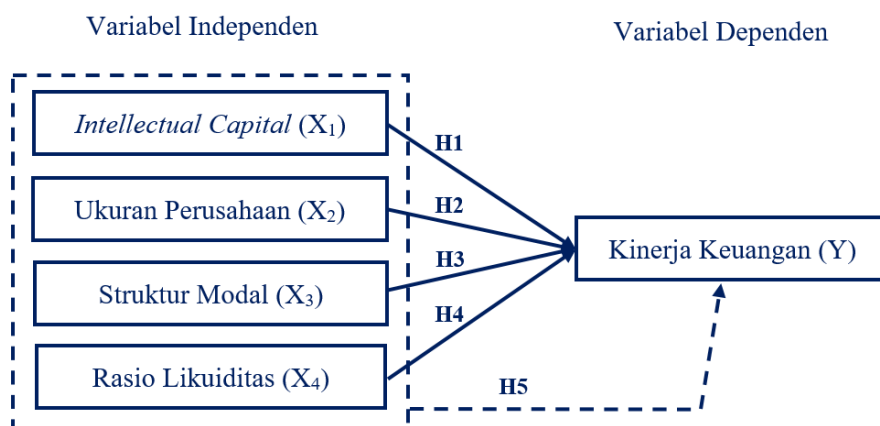 Variabel Independen
Variabel Dependen
Intellectual Capital (X₁)
H1
Ukuran Perusahaan (X₂)
H2
Kinerja Keuangan (Y)
H3
Struktur Modal (X₃)
H4
Rasio Likuiditas (X₄)
H5